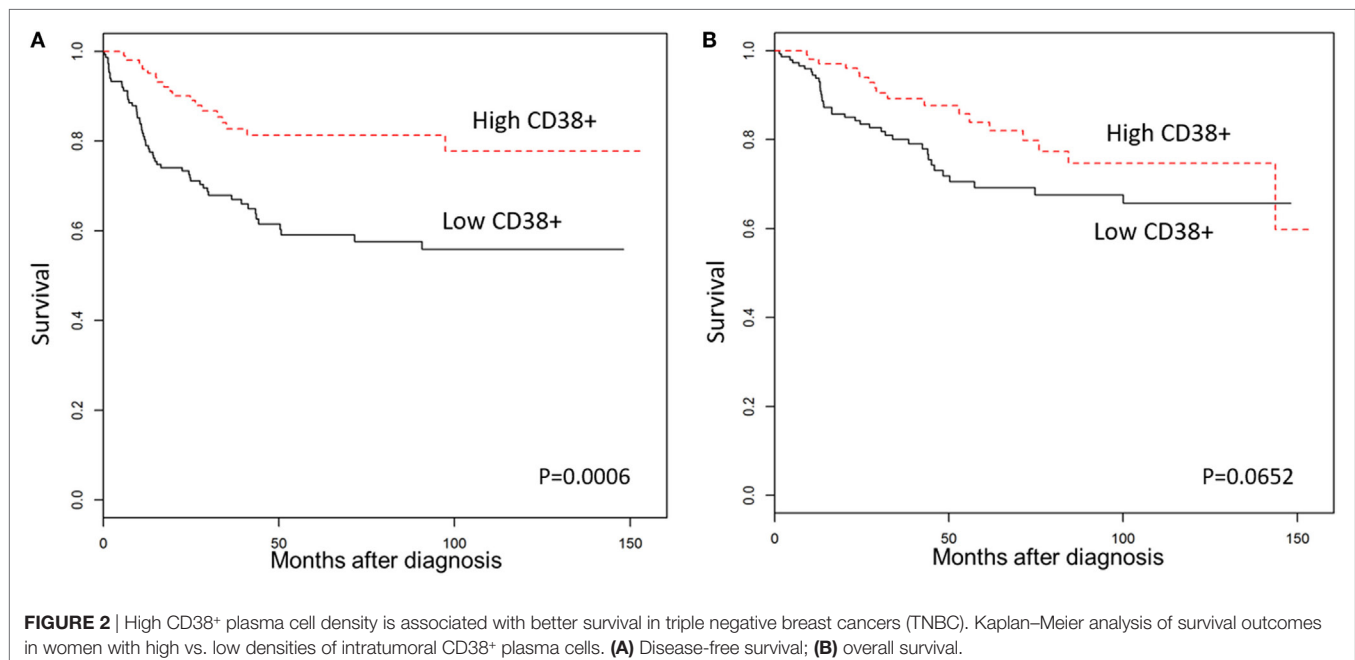 A
1.0
0.8
0.6
0.4
0.2
0.0
Survival
High CD38+
Low CD38+
P=0.0006
0 50 100 150
Months after diagnosis
B
1.0
0.8
0.6
0.4
0.2
0.0
Survival
High CD38+
Low CD38+
P=0.0652
0 50 100 150
Months after diagnosis
FIGURE 2 | High CD38⁺ plasma cell density is associated with better survival in triple negative breast cancers (TNBC). Kaplan–Meier analysis of survival outcomes
in women with high vs. low densities of intratumoral CD38⁺ plasma cells. (A) Disease-free survival; (B) overall survival.